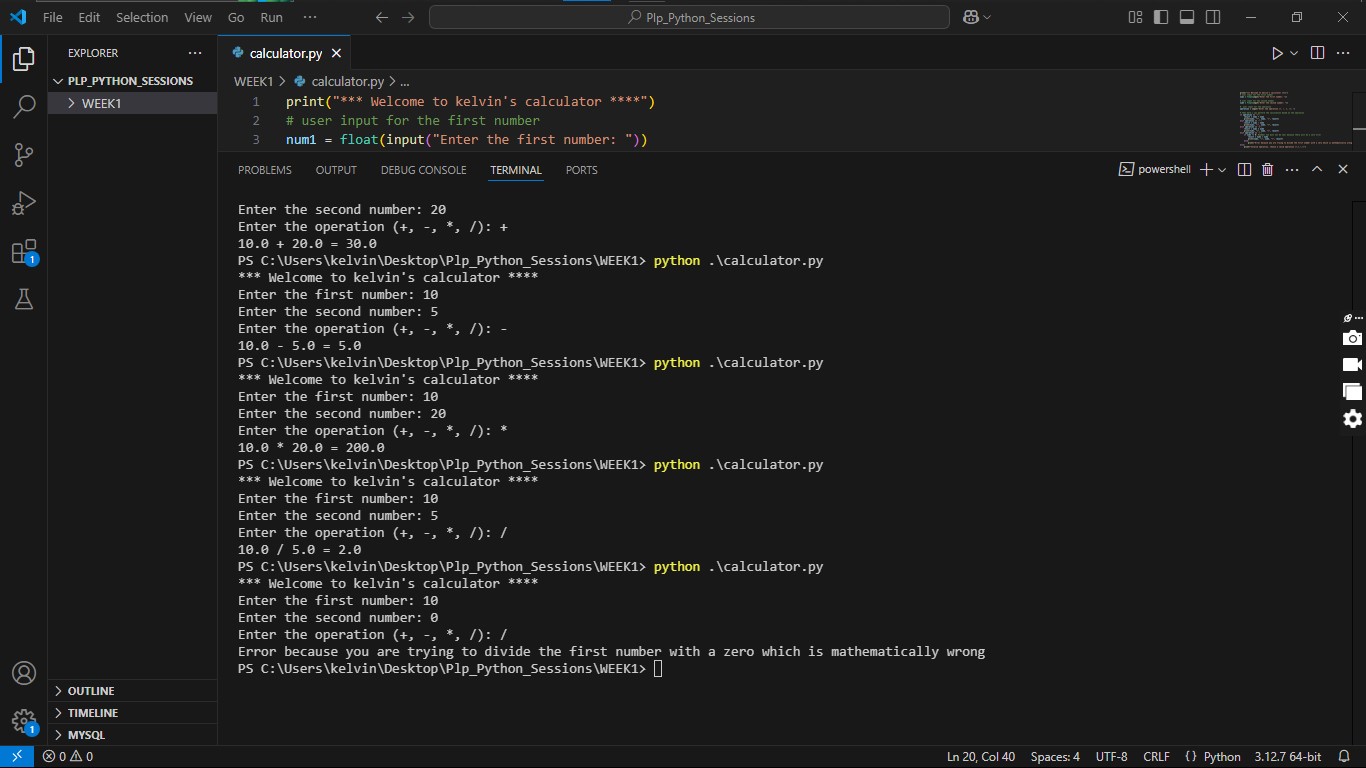 File Edit Selection View Go Run ··· Plp_Python_Sessions
EXPLORER ···
PLP_PYTHON_SESSIONS
WEEK1
OUTLINE
TIMELINE
MYSQL
1
1
calculator.py
WEEK1 > calculator.py > ...
1 print("*** Welcome to kelvin's calculator ****")
2 # user input for the first number
3 num1 = float(input("Enter the first number: "))
PROBLEMS OUTPUT DEBUG CONSOLE TERMINAL PORTS powershell
Enter the second number: 20
Enter the operation (+, -, *, /): +
10.0 + 20.0 = 30.0
PS C:\Users\kelvin\Desktop\Plp_Python_Sessions\WEEK1> python .\calculator.py
*** Welcome to kelvin's calculator ****
Enter the first number: 10
Enter the second number: 5
Enter the operation (+, -, *, /): -
10.0 - 5.0 = 5.0
PS C:\Users\kelvin\Desktop\Plp_Python_Sessions\WEEK1> python .\calculator.py
*** Welcome to kelvin's calculator ****
Enter the first number: 10
Enter the second number: 20
Enter the operation (+, -, *, /): *
10.0 * 20.0 = 200.0
PS C:\Users\kelvin\Desktop\Plp_Python_Sessions\WEEK1> python .\calculator.py
*** Welcome to kelvin's calculator ****
Enter the first number: 10
Enter the second number: 5
Enter the operation (+, -, *, /): /
10.0 / 5.0 = 2.0
PS C:\Users\kelvin\Desktop\Plp_Python_Sessions\WEEK1> python .\calculator.py
*** Welcome to kelvin's calculator ****
Enter the first number: 10
Enter the second number: 0
Enter the operation (+, -, *, /): /
Error because you are trying to divide the first number with a zero which is mathematically wrong
PS C:\Users\kelvin\Desktop\Plp_Python_Sessions\WEEK1>
0 0 Ln 20, Col 40 Spaces: 4 UTF-8 CRLF {} Python 3.12.7 64-bit